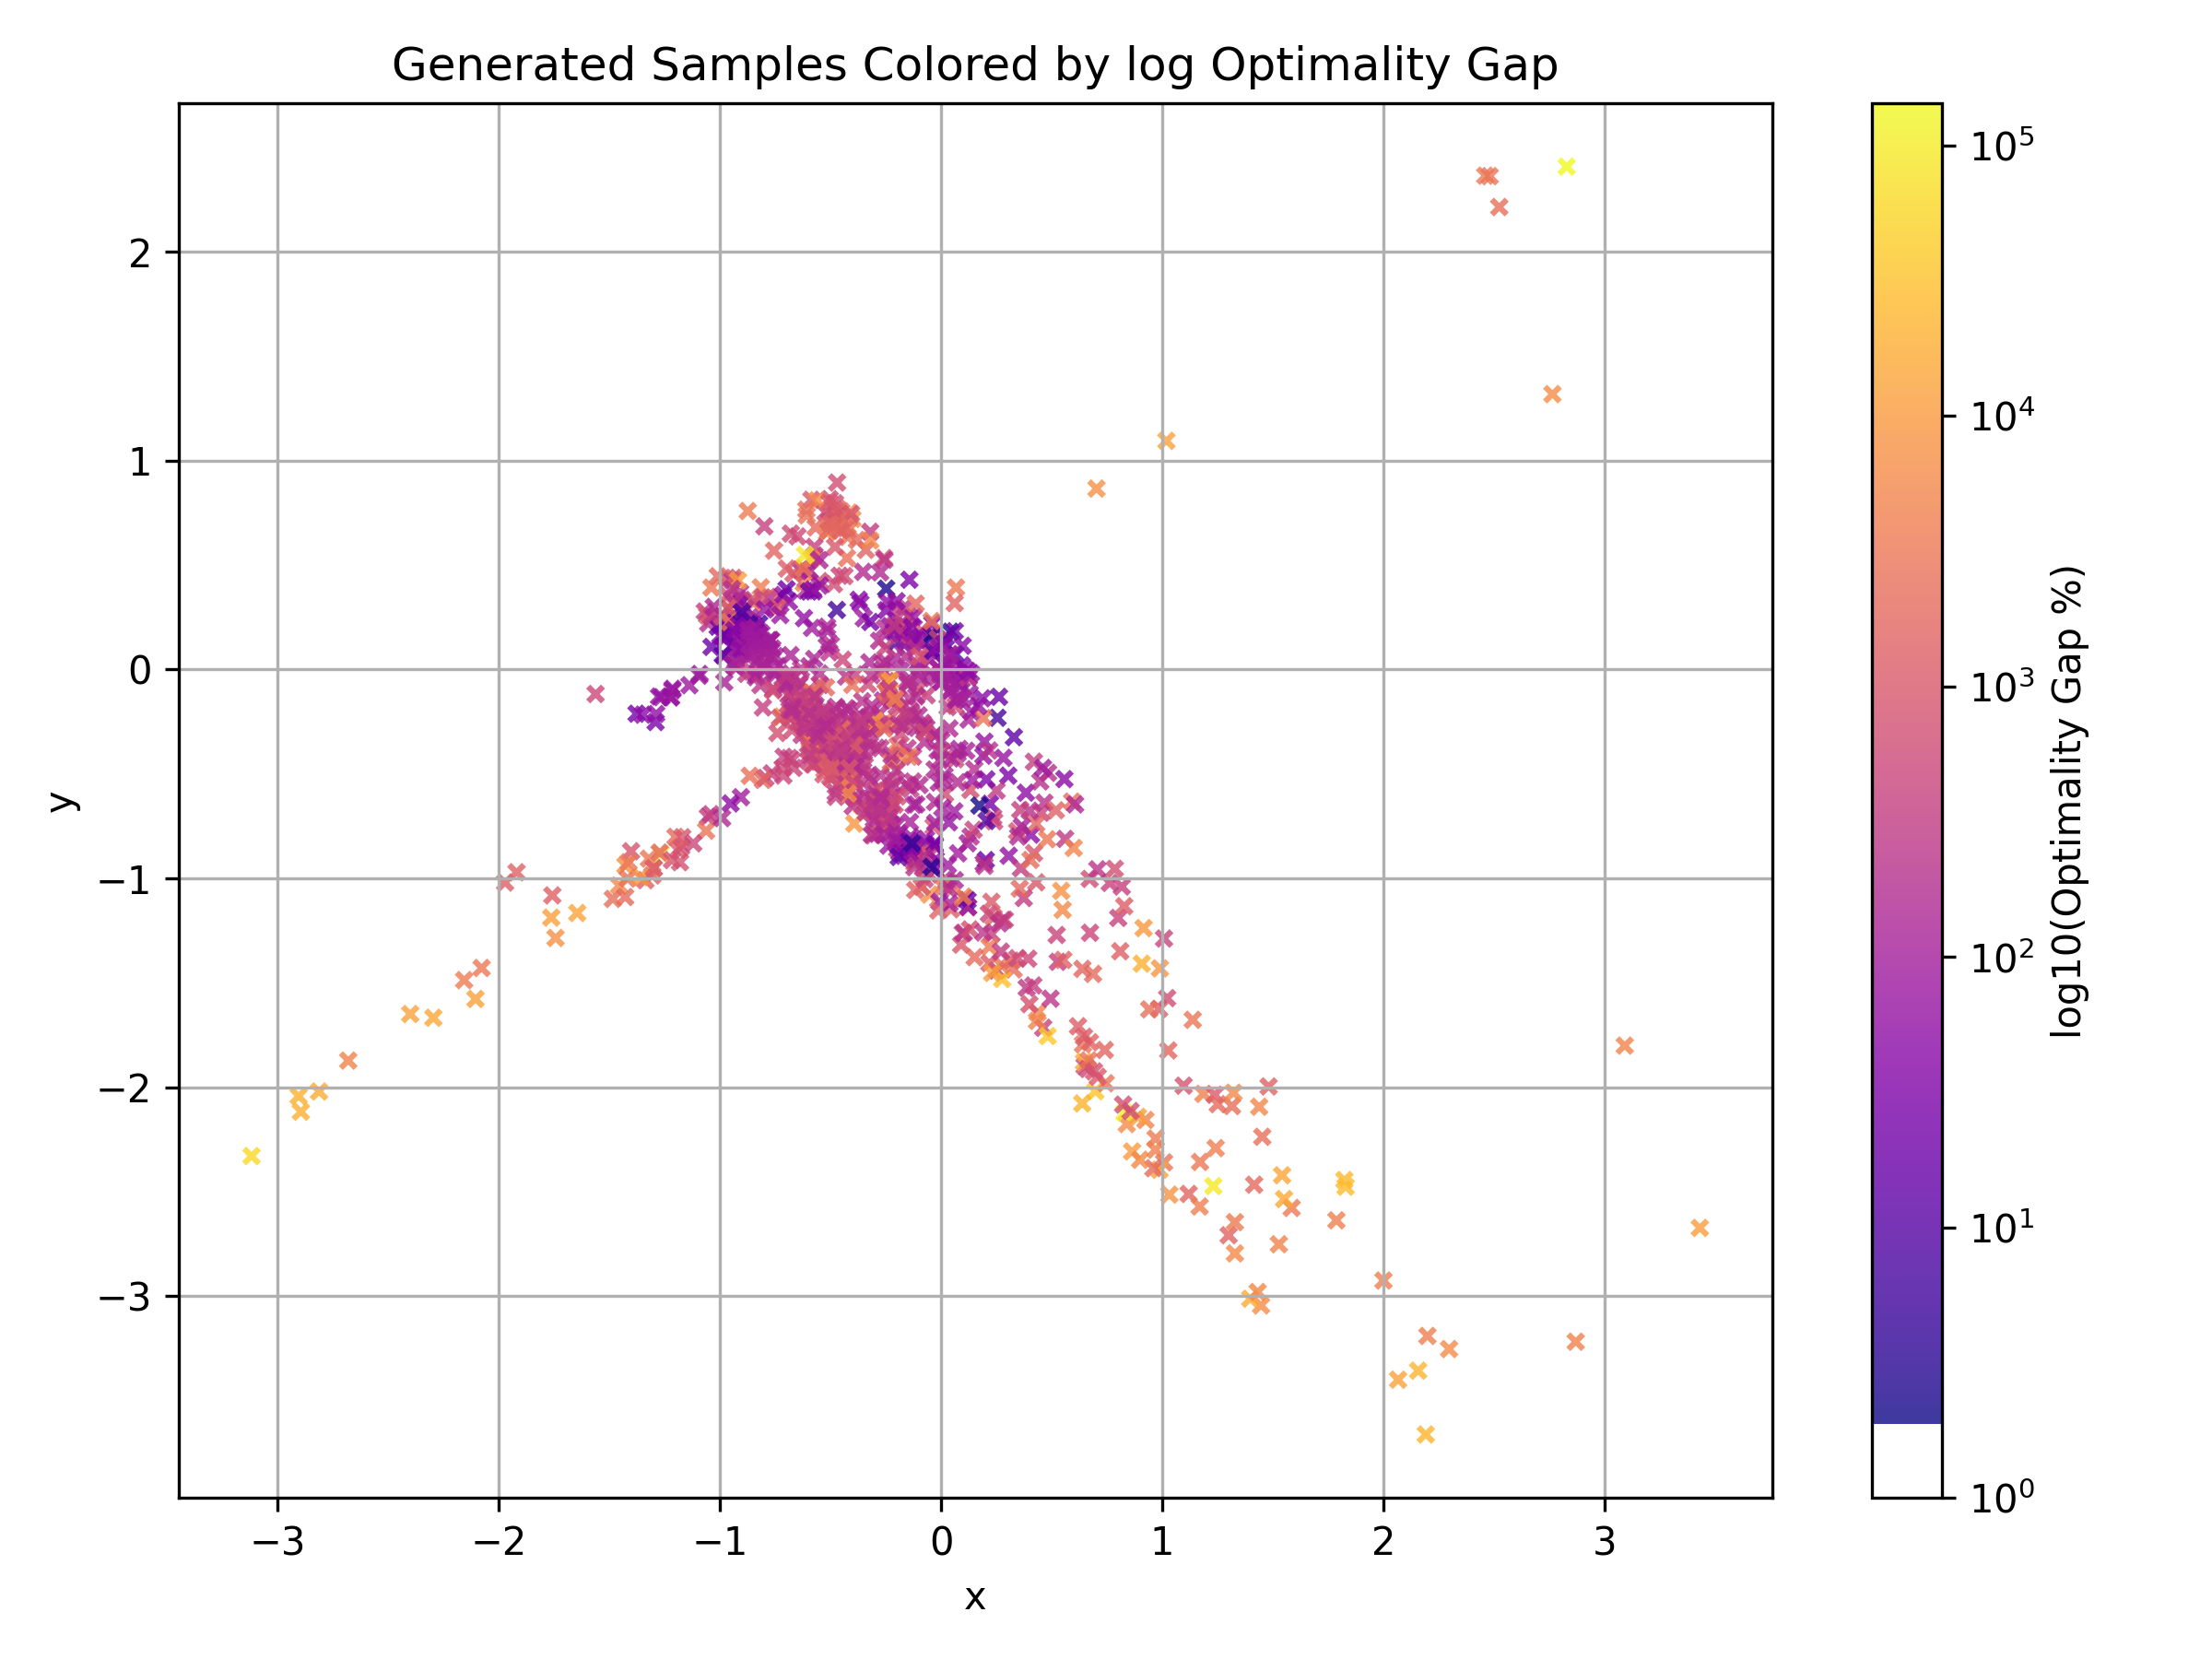 Generated Samples Colored by log Optimality Gap
2
1
0
−1
−2
−3
y
−3 −2 −1 0 1 2 3
x
10⁵
10⁴
10³
10²
10¹
10⁰
log10(Optimality Gap %)